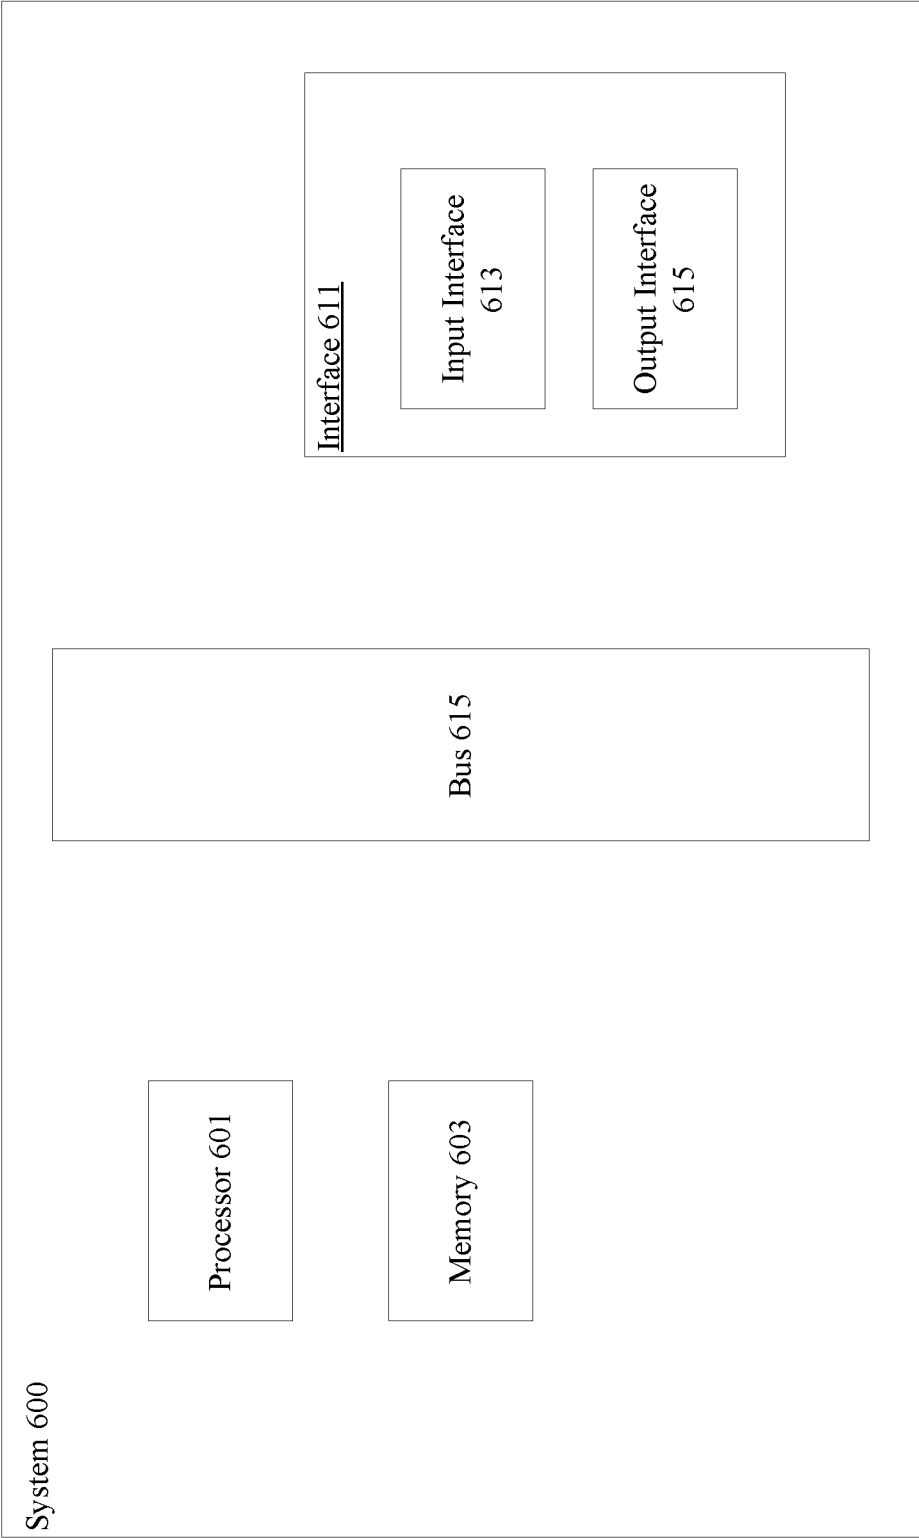 System 600
Processor 601
Memory 603
Bus 615
Interface 611
Input Interface
613
Output Interface
615